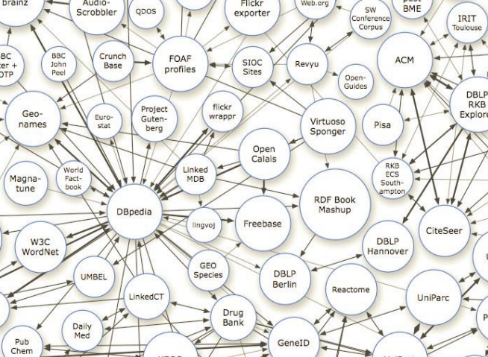 Audio-
Scrobbler
QDOS
Flickr
exporter
Web.org
SW
Conference
Corpus
BME
IRIT
Toulouse
BBC
John
Peel
Crunch
Base
FOAF
profiles
SIOC
Sites
Revyu
Open-
Guides
ACM
DBLP
RKB
Explor
Geo-
names
Euro-
stat
Project
Guten-
berg
flickr
wrappr
Virtuoso
Sponger
Pisa
Open
Calais
Magna-
tune
World
Fact-
book
Linked
MDB
RKB
ECS
South-
ampton
DBpedia
lingvoj
Freebase
RDF Book
Mashup
CiteSeer
W3C
WordNet
DBLP
Hannover
UMBEL
GEO
Species
DBLP
Berlin
Reactome
LinkedCT
UniParc
Drug
Bank
Daily
Med
Pub
Chem
GeneID